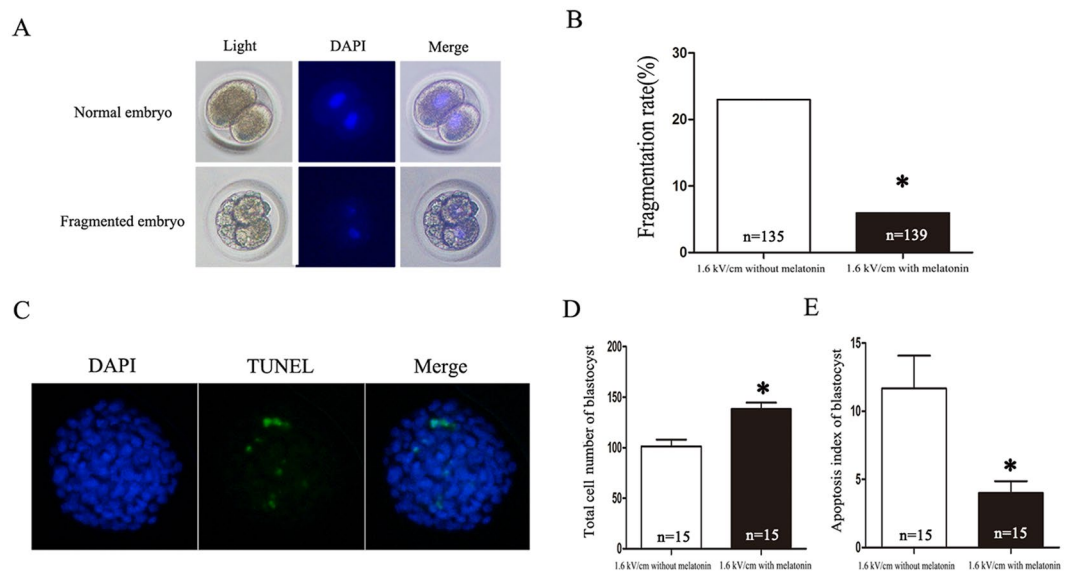 A
Light DAPI Merge
Normal embryo
Fragmented embryo
B
Fragmentation rate(%)
30
20
10
0
n=135
*
n=139
1.6 kV/cm without melatonin 1.6 kV/cm with melatonin
C
DAPI TUNEL Merge
D
Total cell number of blastocyst
200
150
100
50
0
n=15
*
n=15
1.6 kV/cm without melatonin 1.6 kV/cm with melatonin
E
Apoptosis index of blastocyst
15
10
5
0
n=15
*
n=15
1.6 kV/cm without melatonin 1.6 kV/cm with melatonin